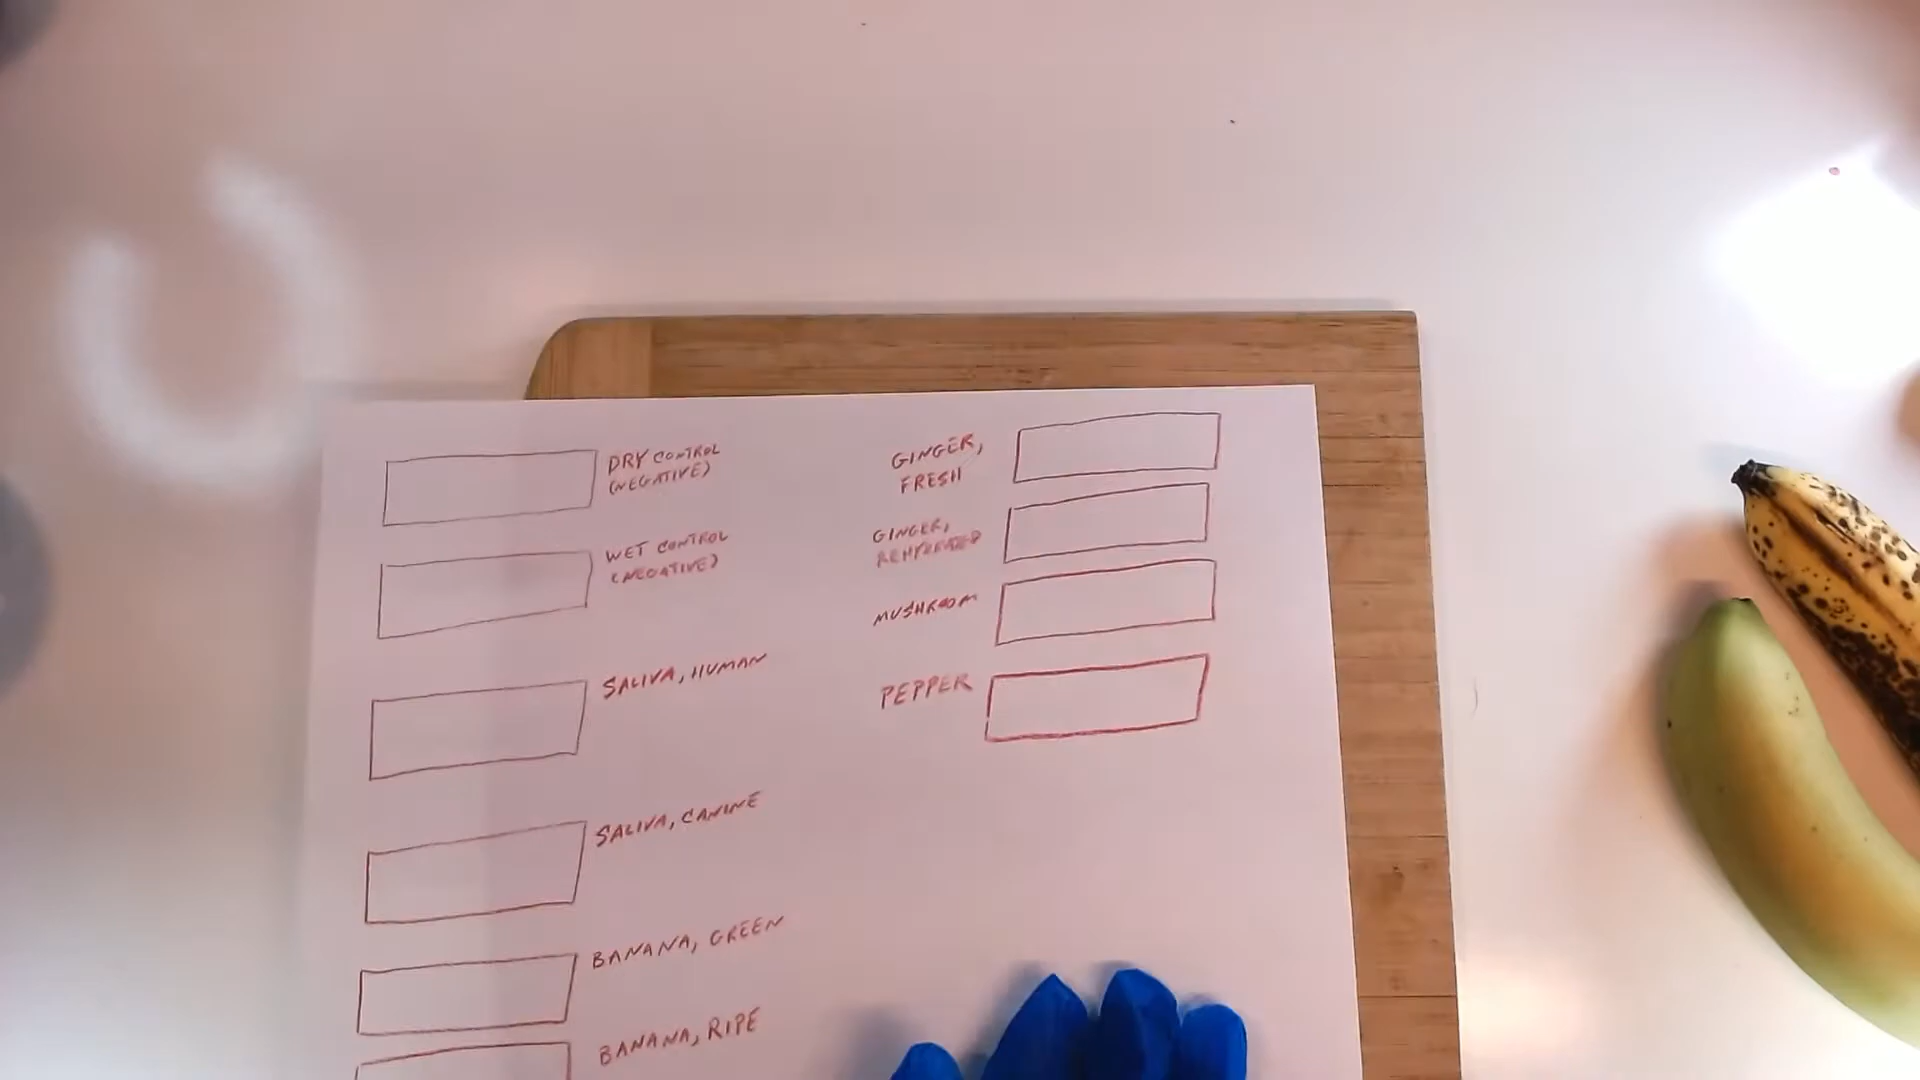 DRY CONTROL
(NEGATIVE)
WET CONTROL
(NEGATIVE)
SALIVA, HUMAN
SALIVA, CANINE
BANANA, GREEN
BANANA, RIPE
GINGER,
FRESH
GINGER,
REHYDRATED
MUSHROOM
PEPPER